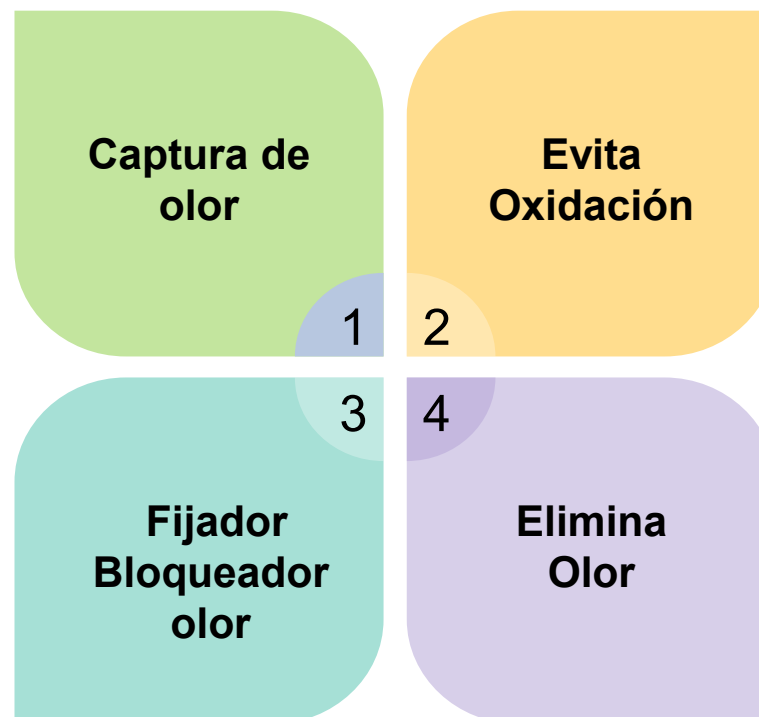 Captura de
olor
1
Evita
Oxidación
2
3
Fijador
Bloqueador
olor
4
Elimina
Olor